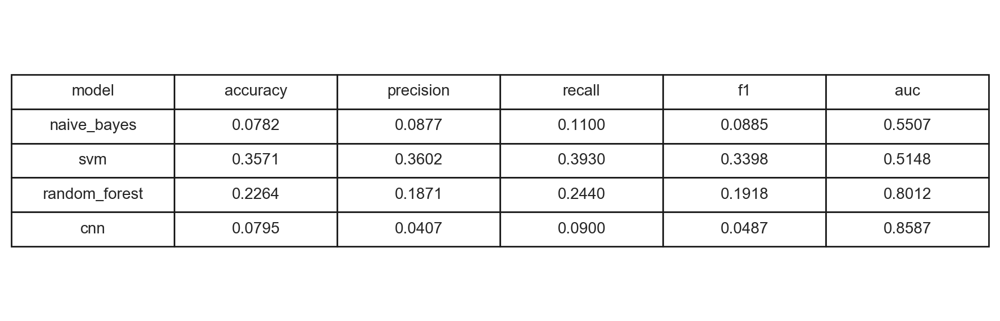 model accuracy precision recall f1 auc
naive_bayes 0.0782 0.0877 0.1100 0.0885 0.5507
svm 0.3571 0.3602 0.3930 0.3398 0.5148
random_forest 0.2264 0.1871 0.2440 0.1918 0.8012
cnn 0.0795 0.0407 0.0900 0.0487 0.8587